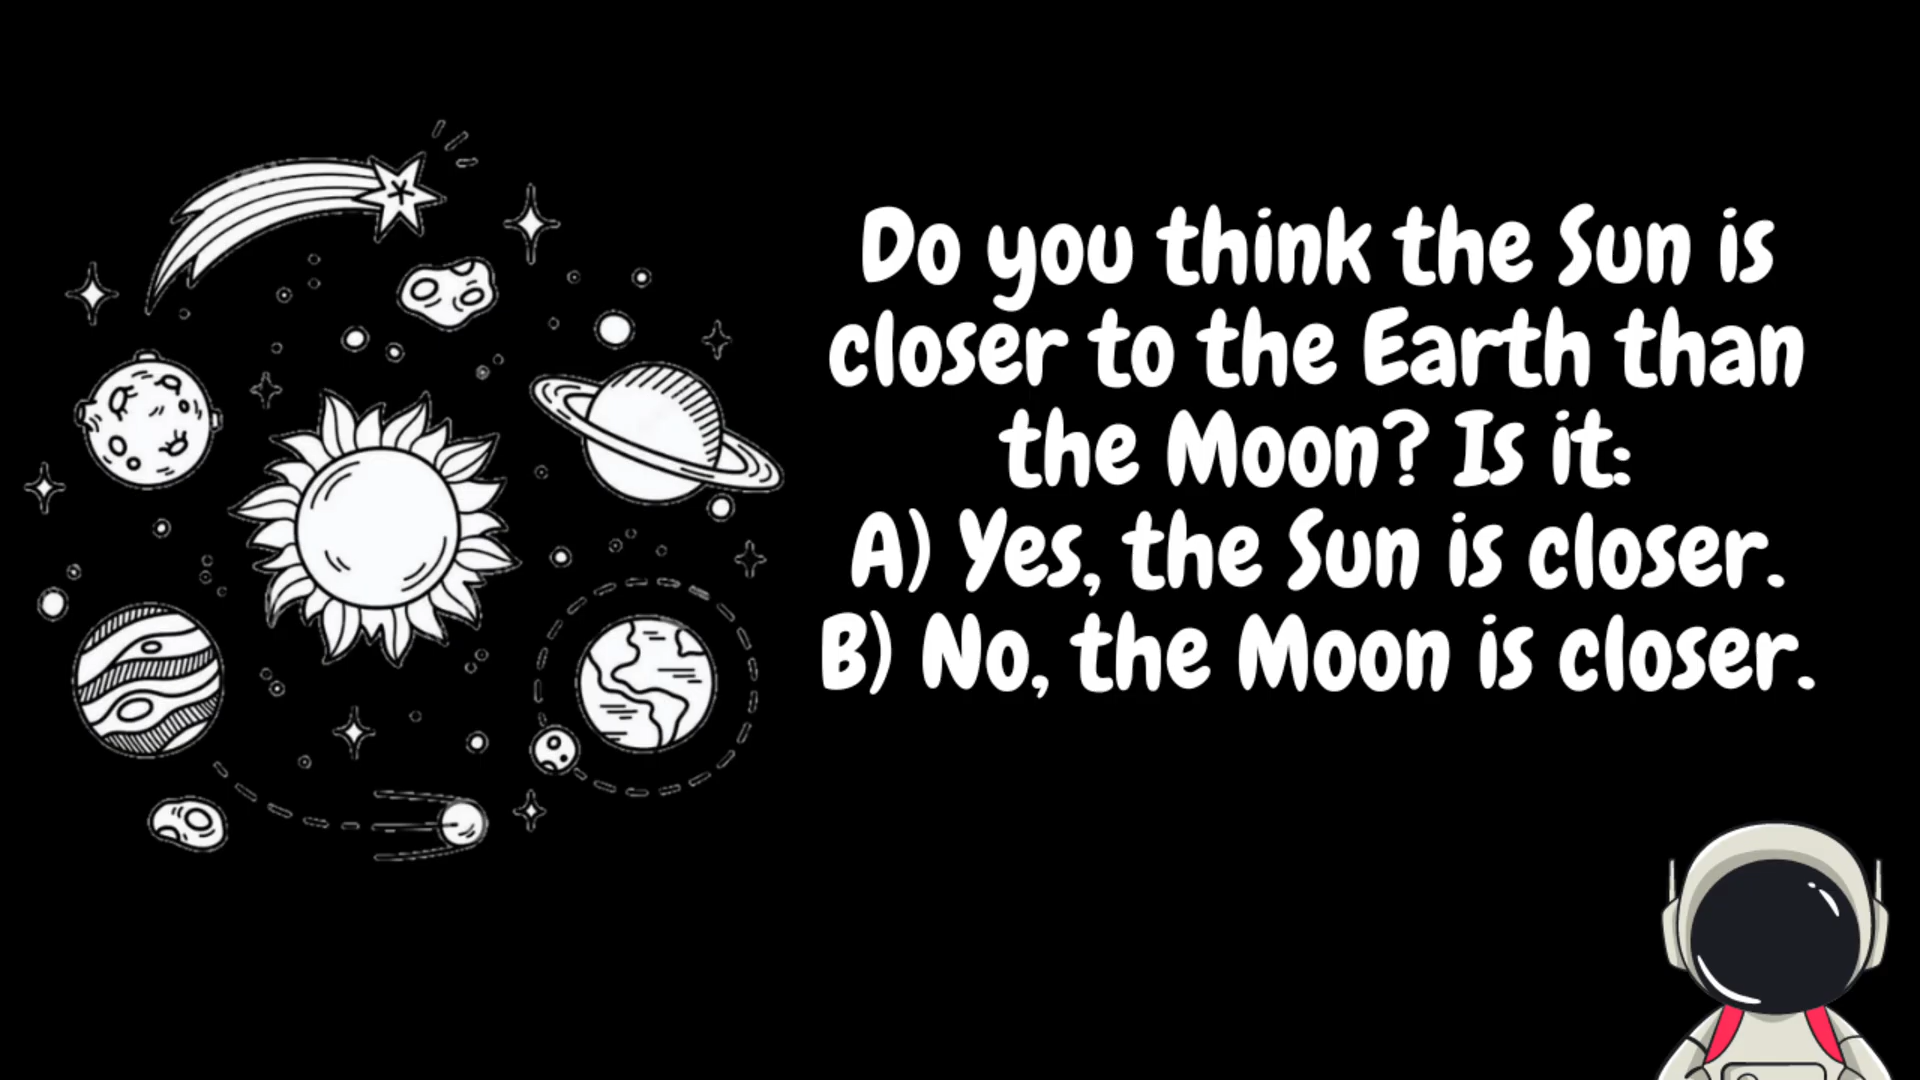 Do you think the Sun is
closer to the Earth than
the Moon? Is it:
A) Yes, the Sun is closer.
B) No, the Moon is closer.